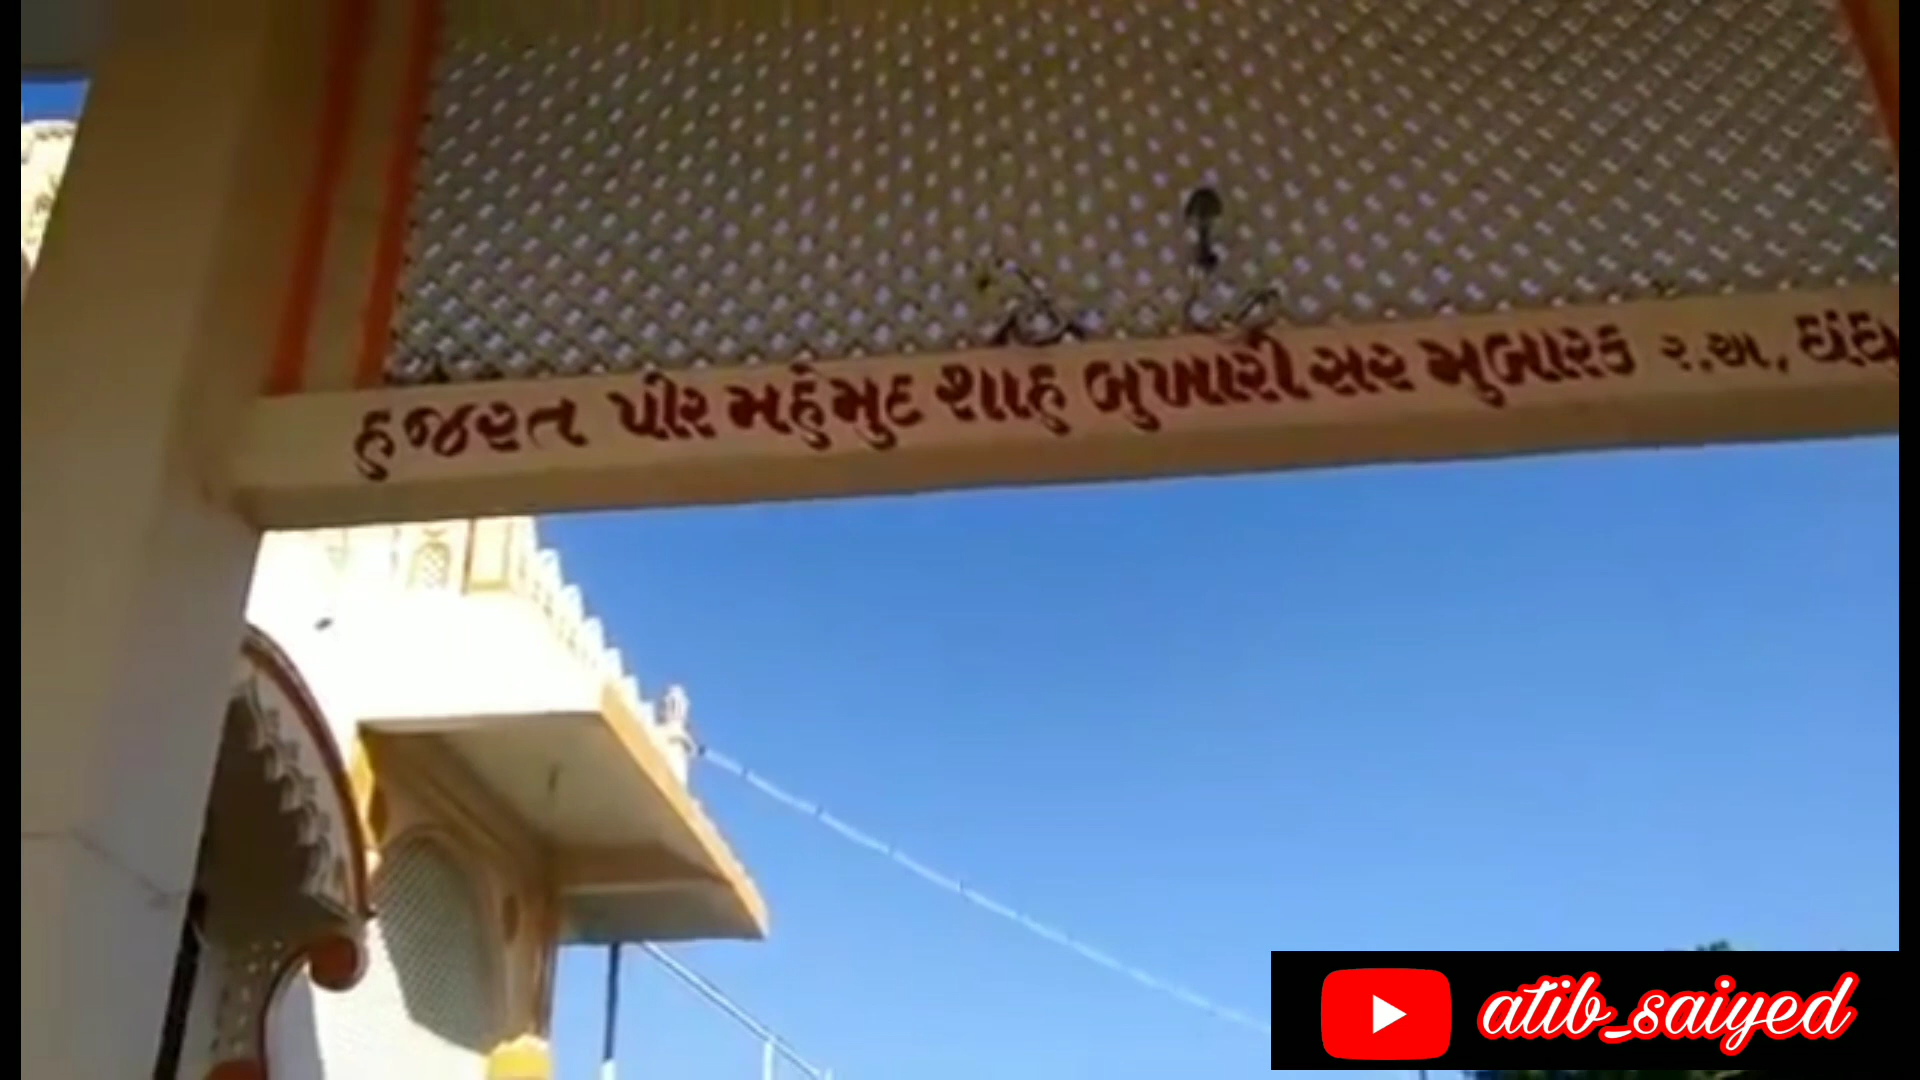 હજરત પીર મહેમુદ શાહ બુખારી સર મુબારક ર.અ.
atib_saiyed